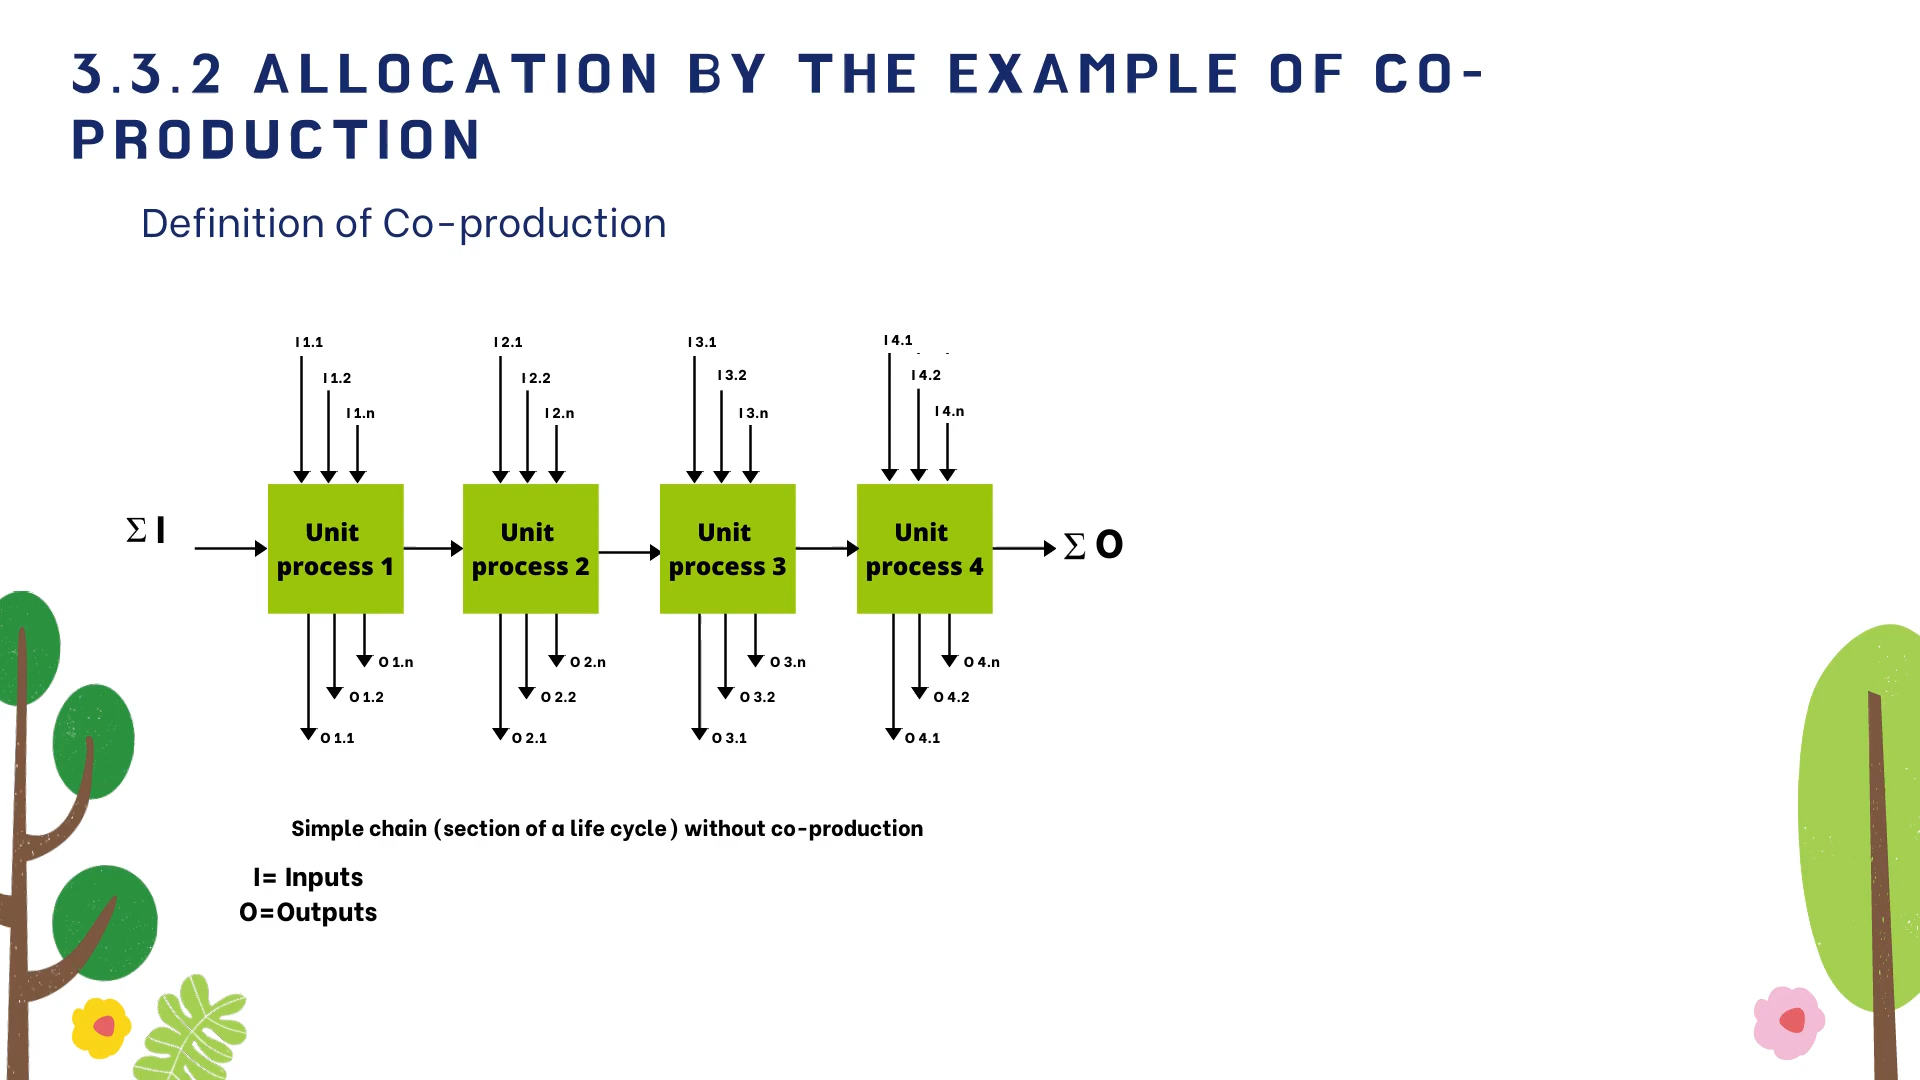 3.3.2 ALLOCATION BY THE EXAMPLE OF CO-
PRODUCTION
Definition of Co-production
I 1.1
I 1.2
I 1.n
I 2.1
I 2.2
I 2.n
I 3.1
I 3.2
I 3.n
I 4.1
I 4.2
I 4.n
Σ I
Unit
process 1
Unit
process 2
Unit
process 3
Unit
process 4
Σ O
O 1.n
O 1.2
O 1.1
O 2.n
O 2.2
O 2.1
O 3.n
O 3.2
O 3.1
O 4.n
O 4.2
O 4.1
Simple chain (section of a life cycle) without co-production
I= Inputs
O=Outputs